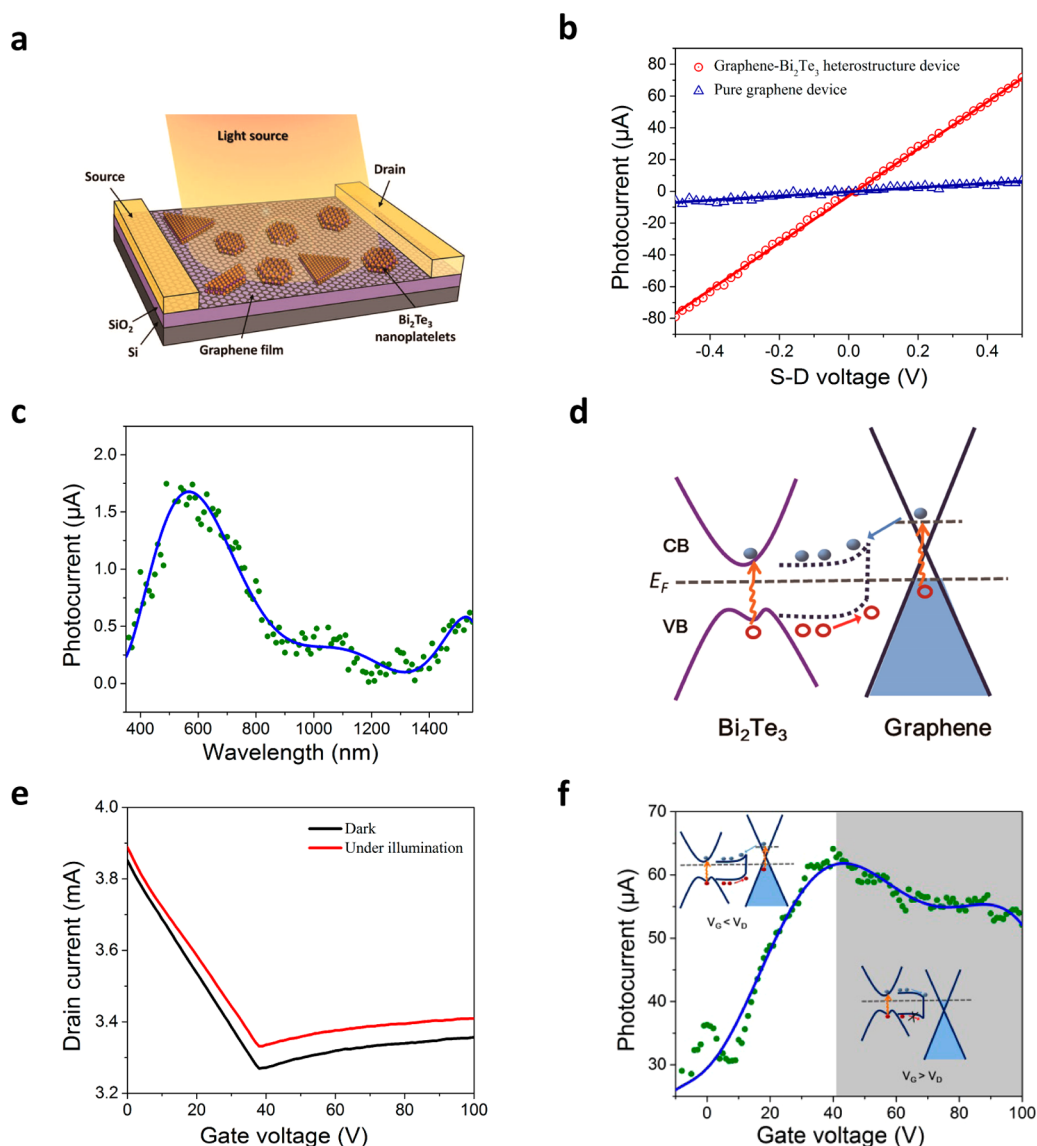 a
Light source
Source
Drain
SiO₂
Si
Graphene film
Bi₂Te₃
nanoplatelets
b
Graphene-Bi₂Te₃ heterostructure device
Pure graphene device
Photocurrent (µA)
80
60
40
20
0
-20
-40
-60
-80
-0.4 -0.2 0.0 0.2 0.4
S-D voltage (V)
c
Photocurrent (µA)
2.0
1.5
1.0
0.5
0.0
400 600 800 1000 1200 1400
Wavelength (nm)
d
CB
E_F
VB
Bi₂Te₃
Graphene
e
Dark
Under illumination
Drain current (mA)
4.0
3.8
3.6
3.4
3.2
0 20 40 60 80 100
Gate voltage (V)
f
Photocurrent (µA)
70
60
50
40
30
V_G < V_D
V_G > V_D
0 20 40 60 80 100
Gate voltage (V)